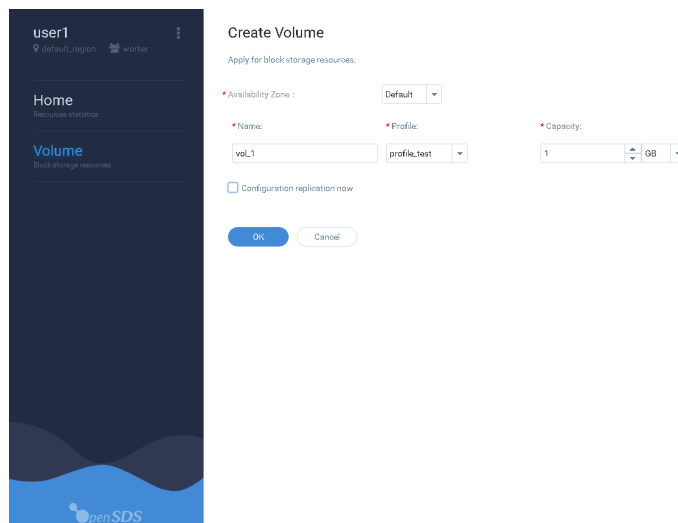 user1
default_region worker
Home
Resources statistics
Volume
Block storage resources
OpenSDS
Create Volume
Apply for block storage resources.
* Availability Zone : Default
* Name: * Profile: * Capacity:
vol_1 profile_test 1 GB
Configuration replication now
OK Cancel